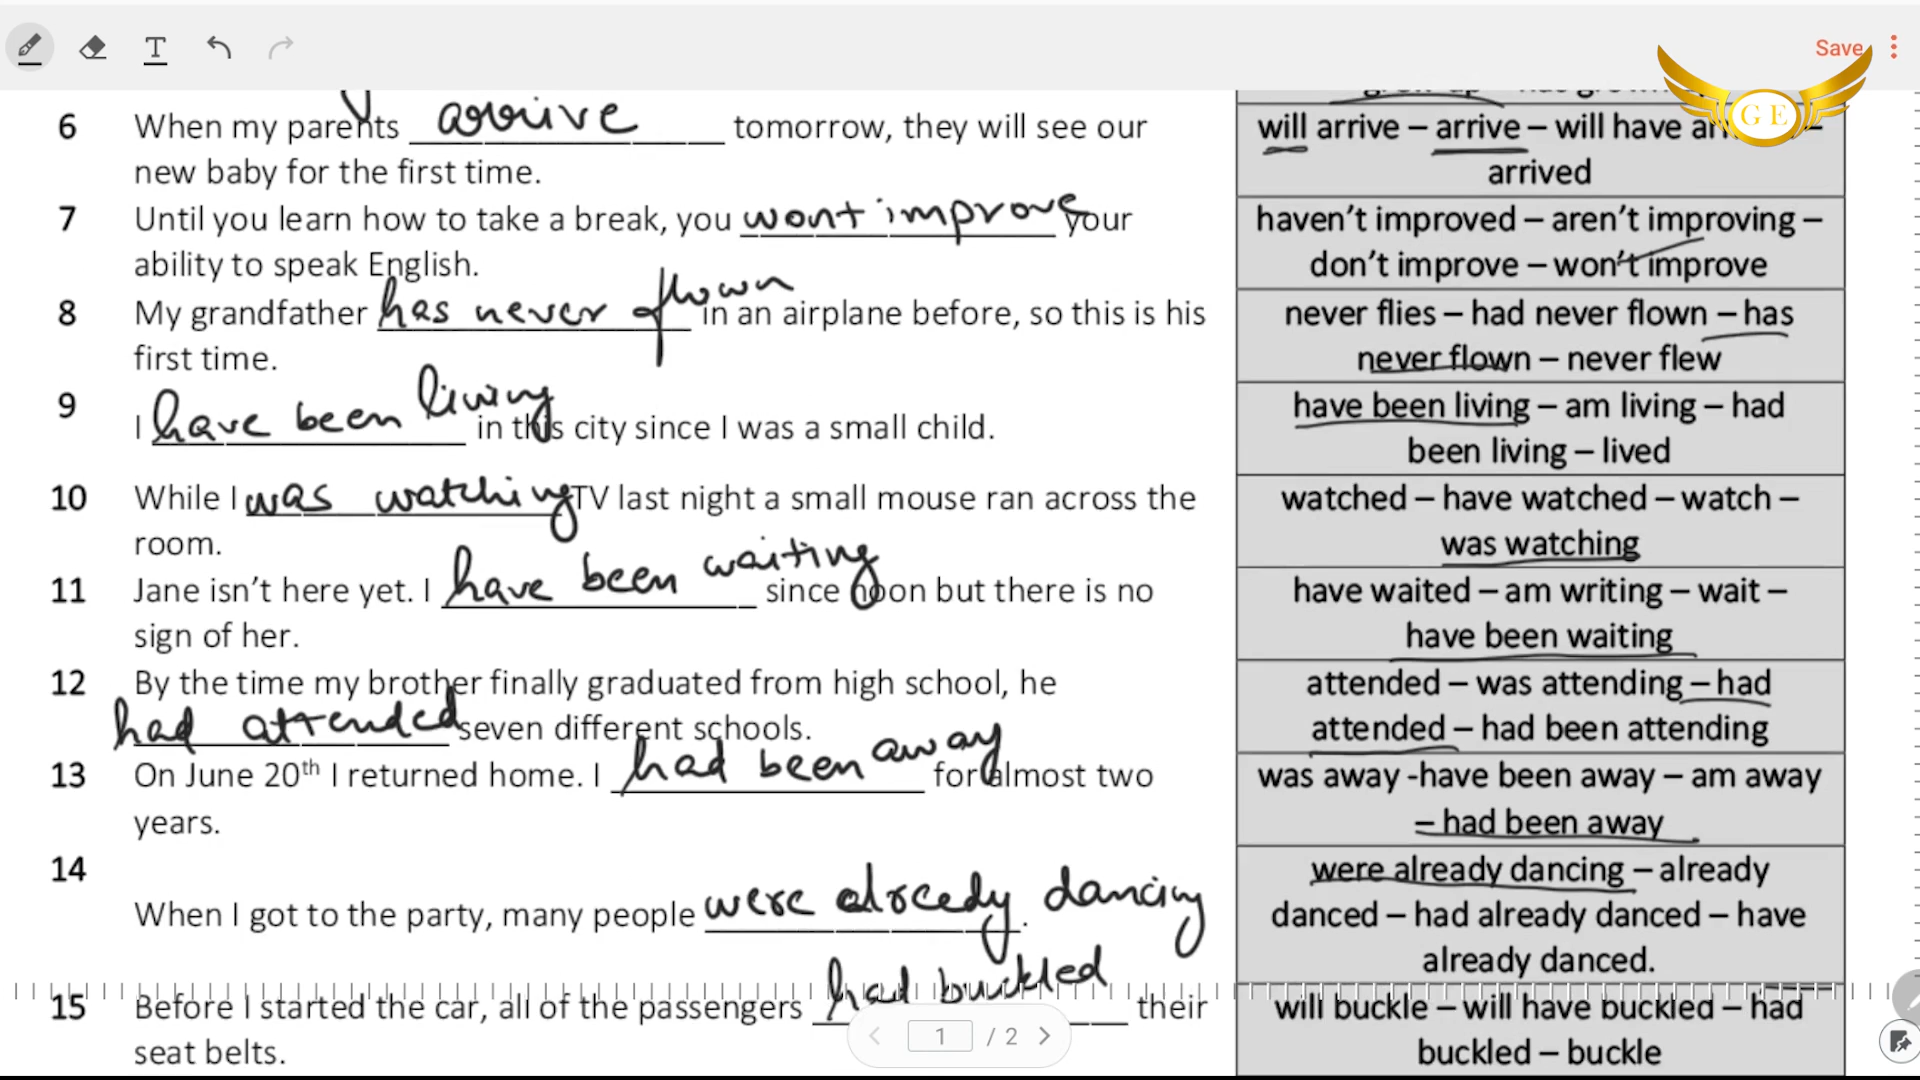 Save
G E
6 When my parents arrive tomorrow, they will see our
new baby for the first time.
will arrive – arrive – will have
arrived
7 Until you learn how to take a break, you wont improve your
ability to speak English.
haven't improved – aren't improving –
don't improve – won't improve
8 My grandfather has never flown in an airplane before, so this is his
first time.
never flies – had never flown – has
never flown – never flew
9 I have been living in this city since I was a small child.
have been living – am living – had
been living – lived
10 While I was watching TV last night a small mouse ran across the
room.
watched – have watched – watch –
was watching
11 Jane isn't here yet. I have been waiting since noon but there is no
sign of her.
have waited – am writing – wait –
have been waiting
12 By the time my brother finally graduated from high school, he
had attended seven different schools.
attended – was attending – had
attended – had been attending
13 On June 20th I returned home. I had been away for almost two
years.
was away -have been away – am away
– had been away
14
When I got to the party, many people were already dancing.
were already dancing – already
danced – had already danced – have
already danced.
15 Before I started the car, all of the passengers had buckled their
seat belts.
will buckle – will have buckled – had
buckled – buckle
1 / 2